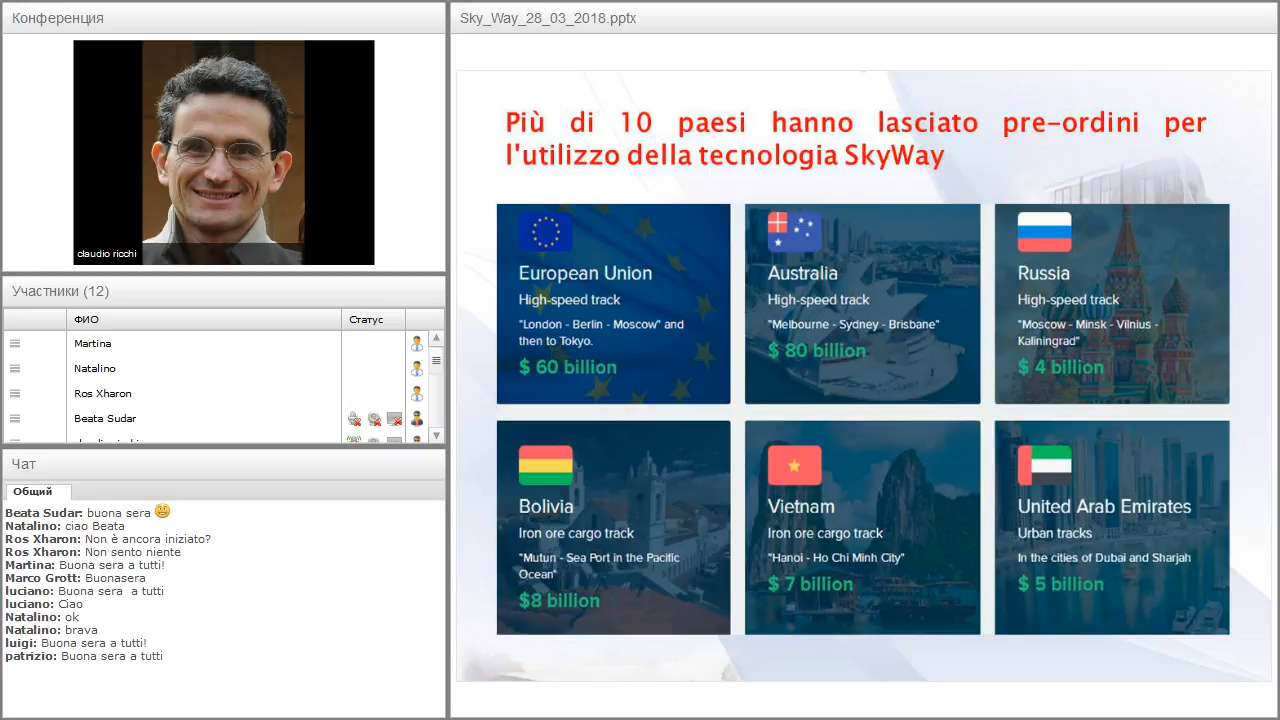 Конференция
claudio ricchi
Участники (12)
ФИО
Статус
Martina
Natalino
Ros Xharon
Beata Sudar
Чат
Общий
Beata Sudar: buona sera
Natalino: ciao Beata
Ros Xharon: Non è ancora iniziato?
Ros Xharon: Non sento niente
Martina: Buona sera a tutti!
Marco Grott: Buonasera
luciano: Buona sera a tutti
luciano: Ciao
Natalino: ok
Natalino: brava
luigi: Buona sera a tutti!
patrizio: Buona sera a tutti
Sky_Way_28_03_2018.pptx
Più di 10 paesi hanno lasciato pre-ordini per
l'utilizzo della tecnologia SkyWay
European Union
High-speed track
"London - Berlin - Moscow" and
then to Tokyo.
$ 60 billion
Australia
High-speed track
"Melbourne - Sydney - Brisbane"
$ 80 billion
Russia
High-speed track
"Moscow - Minsk - Vilnius -
Kaliningrad"
$ 4 billion
Bolivia
Iron ore cargo track
"Mutun - Sea Port in the Pacific
Ocean"
$8 billion
Vietnam
Iron ore cargo track
"Hanoi - Ho Chi Minh City"
$ 7 billion
United Arab Emirates
Urban tracks
In the cities of Dubai and Sharjah
$ 5 billion